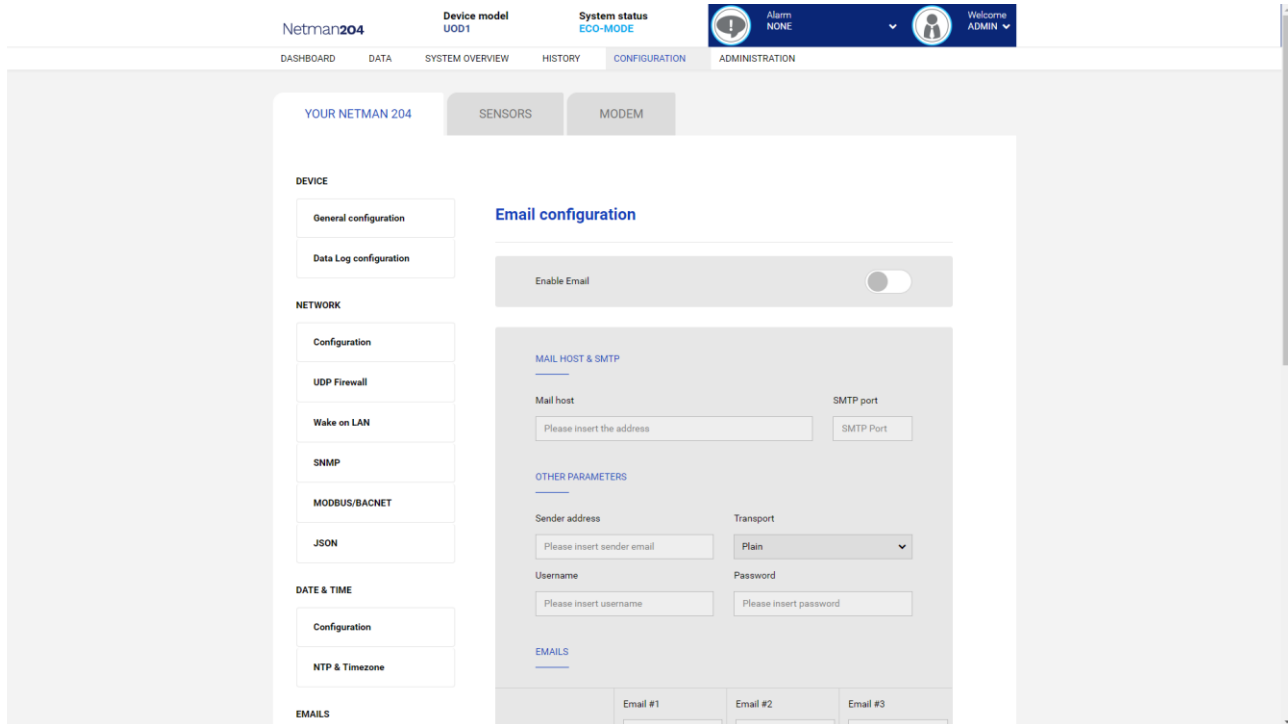 Netman204
Device model
UOD1
System status
ECO-MODE
Alarm
NONE
Welcome
ADMIN
DASHBOARD DATA SYSTEM OVERVIEW HISTORY CONFIGURATION ADMINISTRATION
YOUR NETMAN 204 SENSORS MODEM
DEVICE
General configuration
Data Log configuration
NETWORK
Configuration
UDP Firewall
Wake on LAN
SNMP
MODBUS/BACNET
JSON
DATE & TIME
Configuration
NTP & Timezone
EMAILS
Email configuration
Enable Email
MAIL HOST & SMTP
Mail host SMTP port
Please insert the address SMTP Port
OTHER PARAMETERS
Sender address Transport
Please insert sender email Plain
Username Password
Please insert username Please insert password
EMAILS
Email #1 Email #2 Email #3